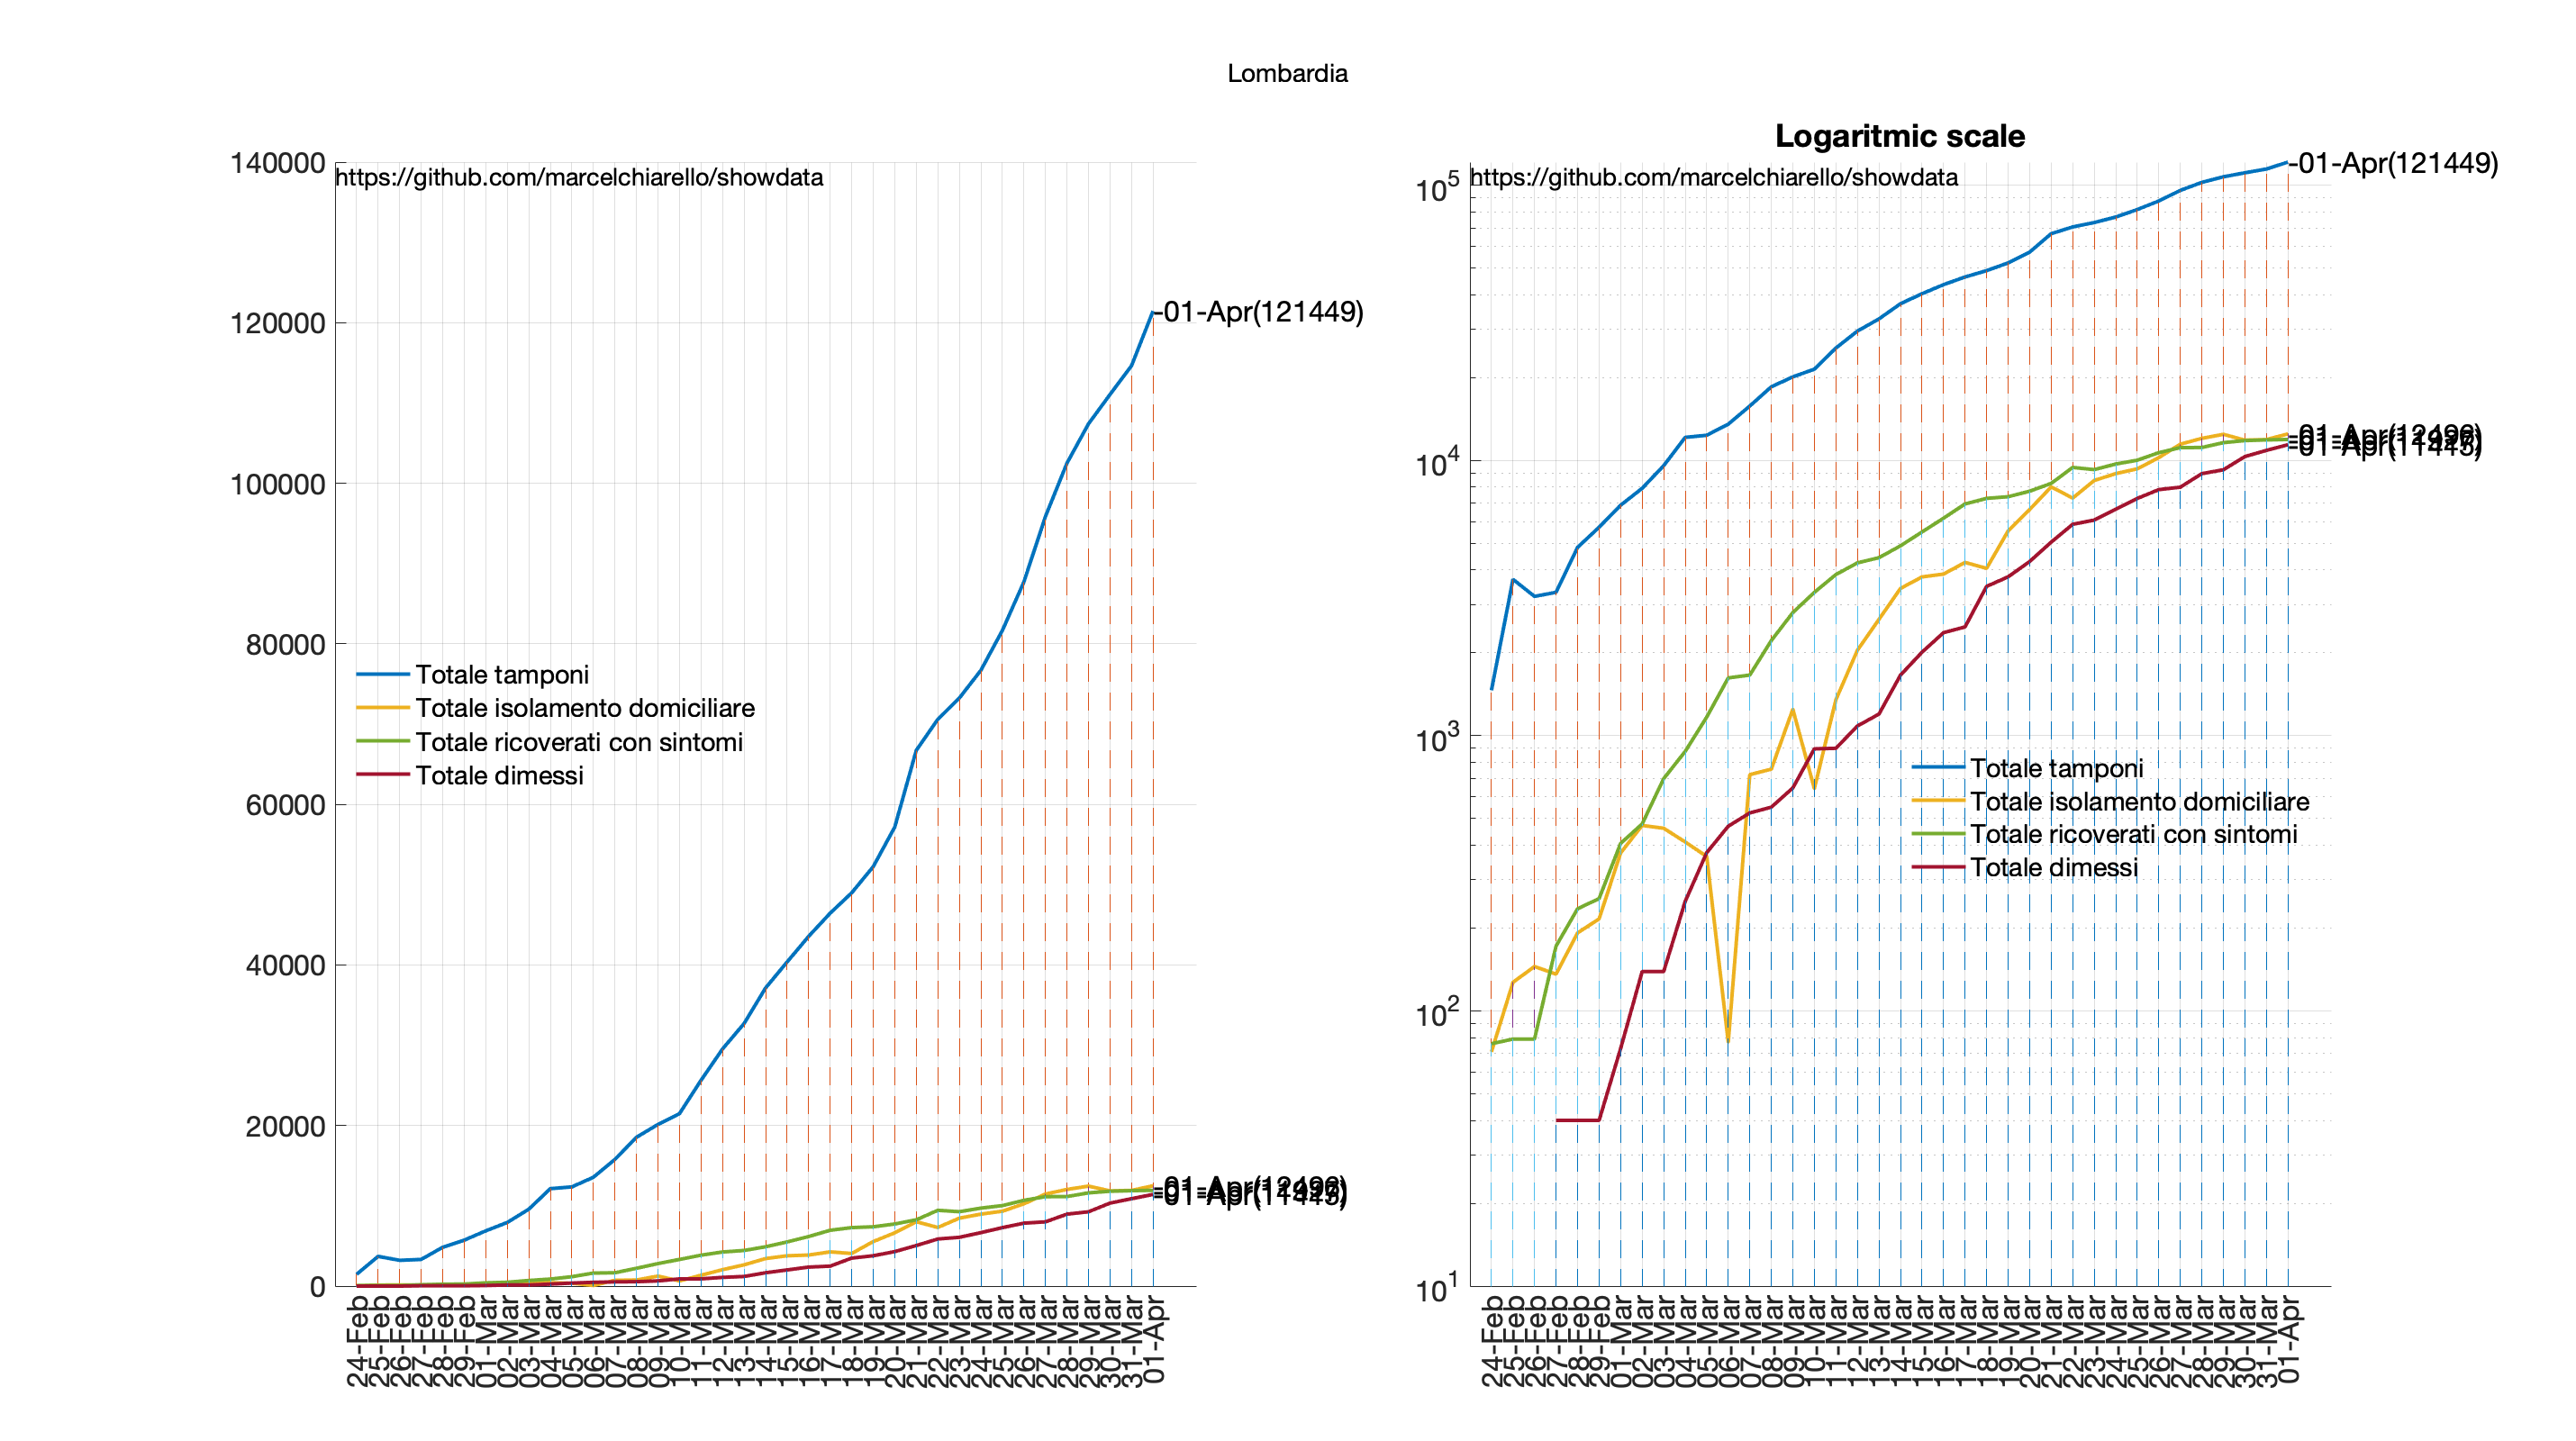 Lombardia
140000
120000
100000
80000
60000
40000
20000
0
https://github.com/marcelchiarello/showdata
-01-Apr(121449)
Totale tamponi
Totale isolamento domiciliare
Totale ricoverati con sintomi
Totale dimessi
24-Feb
25-Feb
26-Feb
27-Feb
28-Feb
29-Feb
01-Mar
02-Mar
03-Mar
04-Mar
05-Mar
06-Mar
07-Mar
08-Mar
09-Mar
10-Mar
11-Mar
12-Mar
13-Mar
14-Mar
15-Mar
16-Mar
17-Mar
18-Mar
19-Mar
20-Mar
21-Mar
22-Mar
23-Mar
24-Mar
25-Mar
26-Mar
27-Mar
28-Mar
29-Mar
30-Mar
31-Mar
01-Apr
Logaritmic scale
10^5
10^4
10^3
10^2
10^1
https://github.com/marcelchiarello/showdata
-01-Apr(121449)
-01-Apr(12496)
-01-Apr(11415)
Totale tamponi
Totale isolamento domiciliare
Totale ricoverati con sintomi
Totale dimessi
24-Feb
25-Feb
26-Feb
27-Feb
28-Feb
29-Feb
01-Mar
02-Mar
03-Mar
04-Mar
05-Mar
06-Mar
07-Mar
08-Mar
09-Mar
10-Mar
11-Mar
12-Mar
13-Mar
14-Mar
15-Mar
16-Mar
17-Mar
18-Mar
19-Mar
20-Mar
21-Mar
22-Mar
23-Mar
24-Mar
25-Mar
26-Mar
27-Mar
28-Mar
29-Mar
30-Mar
31-Mar
01-Apr